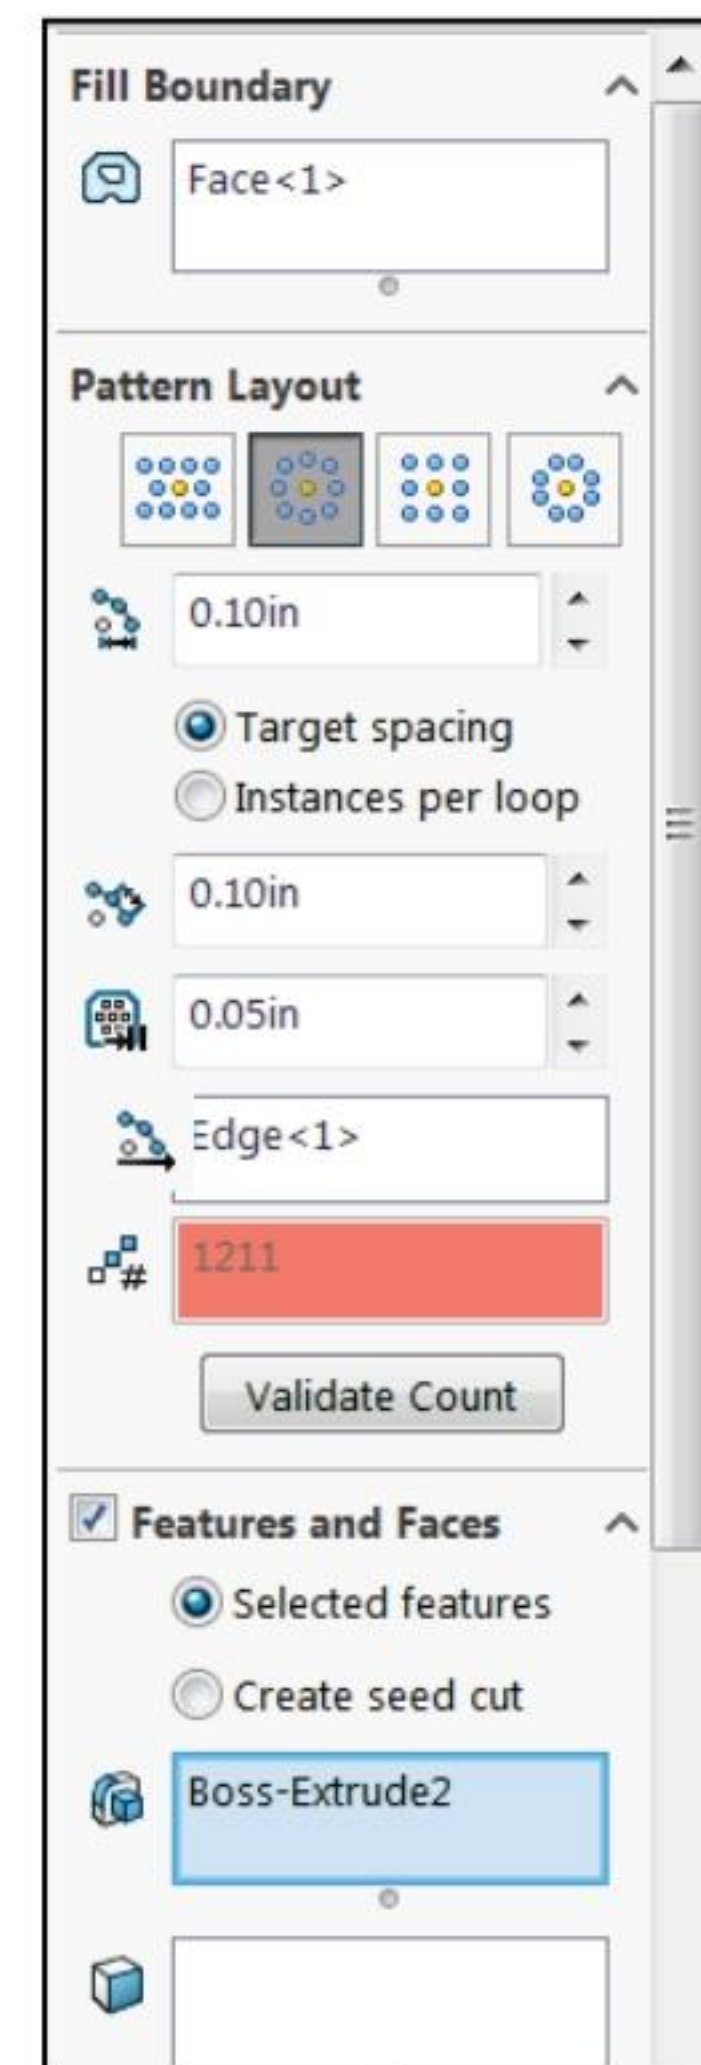 Fill Boundary
Face<1>
Pattern Layout
0.10in
Target spacing
Instances per loop
0.10in
0.05in
Edge<1>
1211
#
Validate Count
Features and Faces
Selected features
Create seed cut
Boss-Extrude2